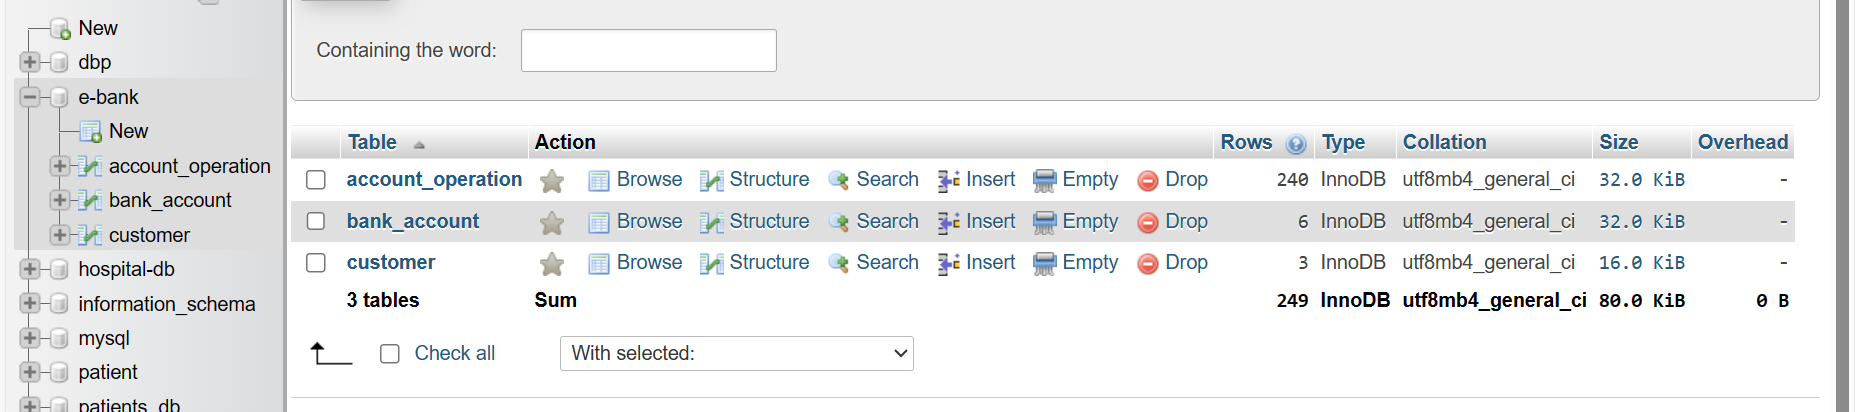 New
dbp
e-bank
New
account_operation
bank_account
customer
hospital-db
information_schema
mysql
patient
patients_db
Containing the word:
Table Action Rows Type Collation Size Overhead
account_operation Browse Structure Search Insert Empty Drop 240 InnoDB utf8mb4_general_ci 32.0 KiB -
bank_account Browse Structure Search Insert Empty Drop 6 InnoDB utf8mb4_general_ci 32.0 KiB -
customer Browse Structure Search Insert Empty Drop 3 InnoDB utf8mb4_general_ci 16.0 KiB -
3 tables Sum 249 InnoDB utf8mb4_general_ci 80.0 KiB 0 B
Check all With selected: